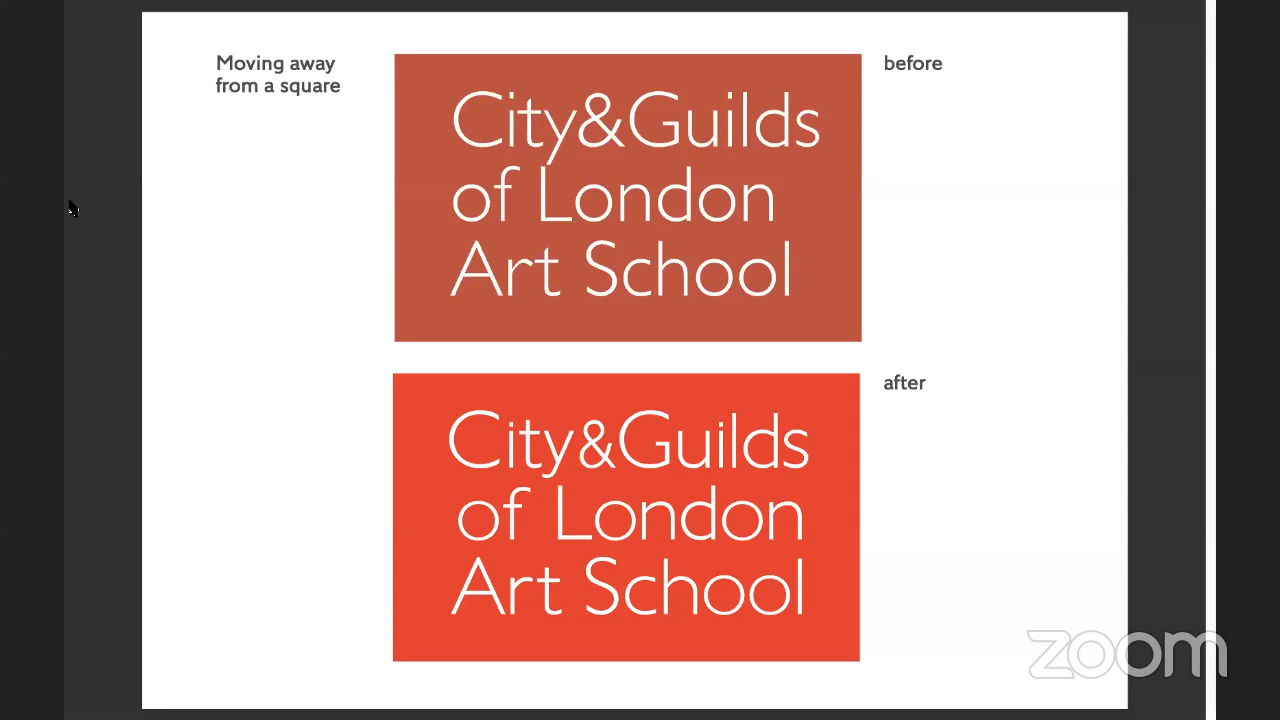 Moving away
from a square
before
City&Guilds
of London
Art School
after
City&Guilds
of London
Art School
zoom